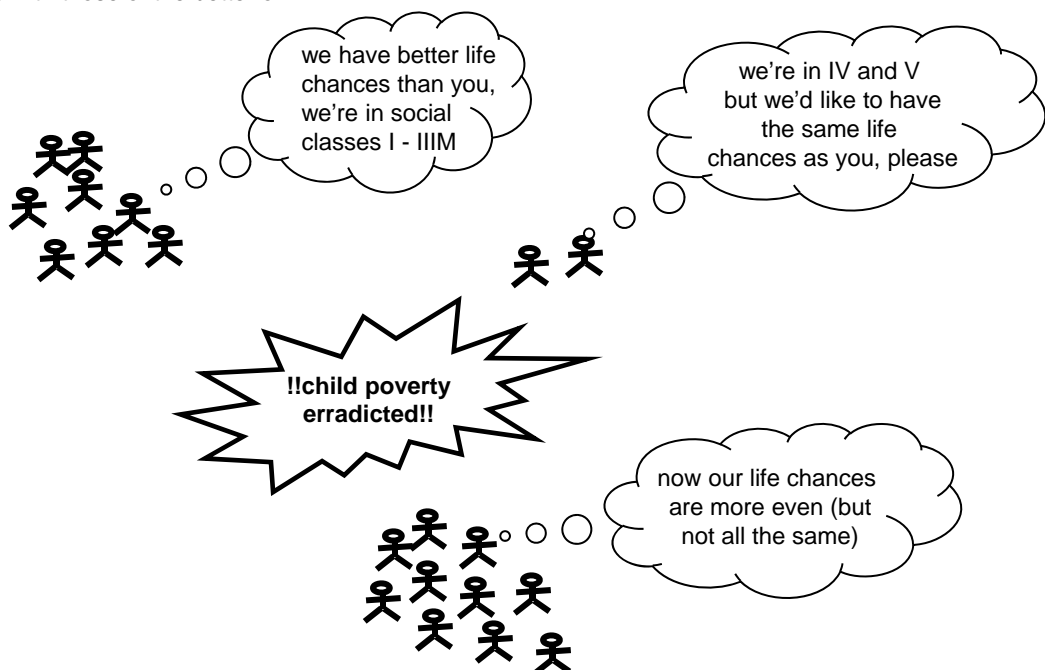 we have better life
chances than you,
we're in social
classes I - IIIM
we're in IV and V
but we'd like to have
the same life
chances as you, please
!!child poverty
erradicted!!
now our life chances
are more even (but
not all the same)